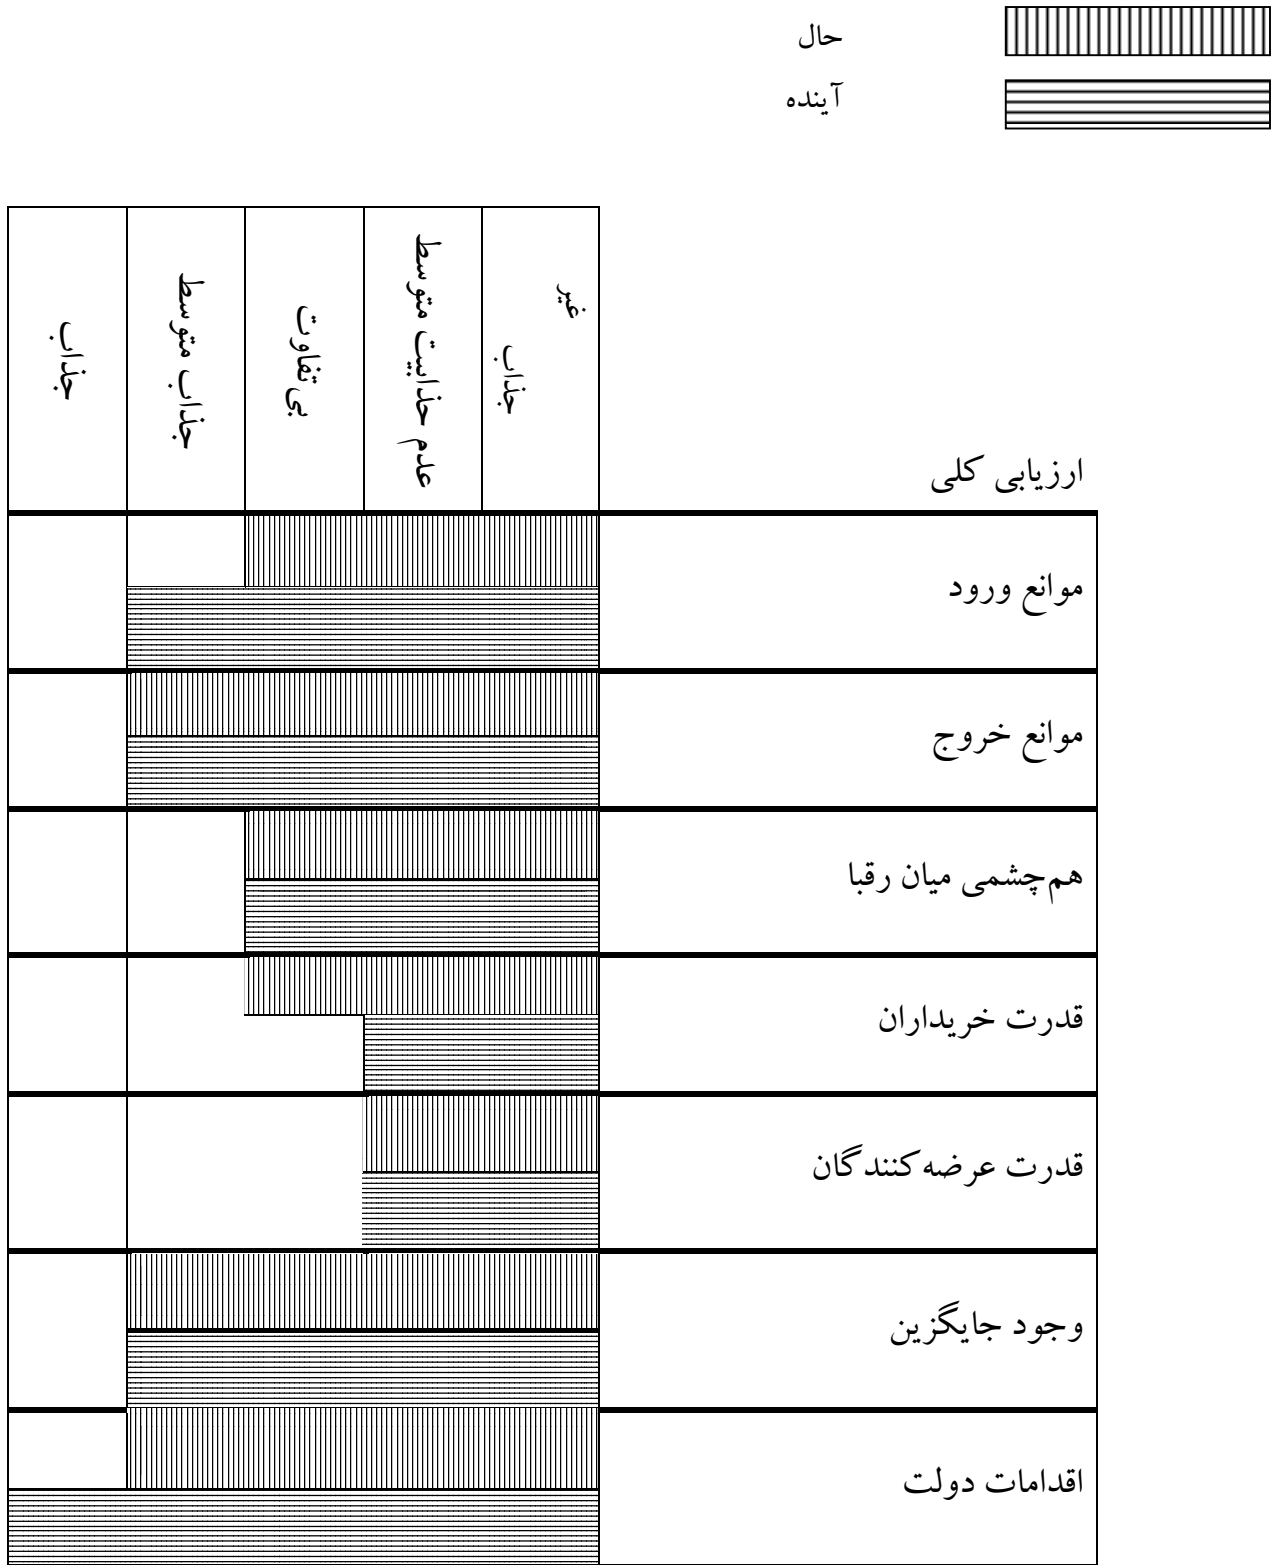 حال
آینده
غیر
جذاب
عدم حذابیت متوسط
بی‌تفاوت
جذاب متوسط
جذاب
ارزیابی کلی
موانع ورود
موانع خروج
هم‌چشمی میان رقبا
قدرت خریداران
قدرت عرضه‌کنندگان
وجود جایگزین
اقدامات دولت